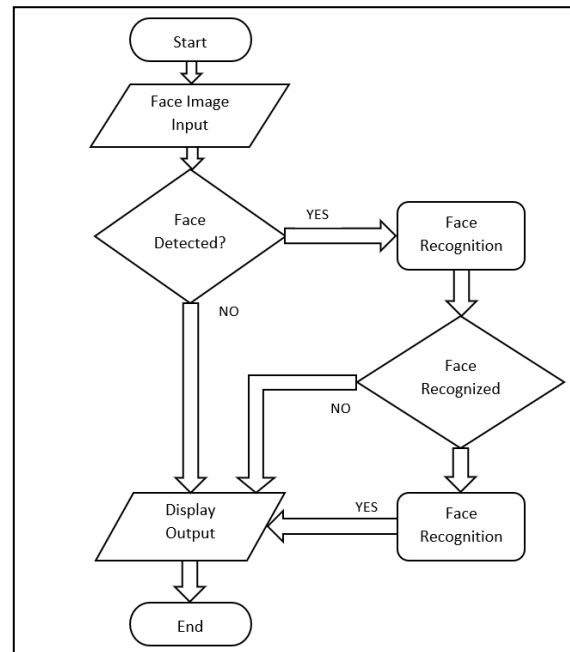 Start
Face Image
Input
Face
Detected?
YES
Face
Recognition
NO
Face
Recognized
NO
Display
Output
YES
Face
Recognition
End